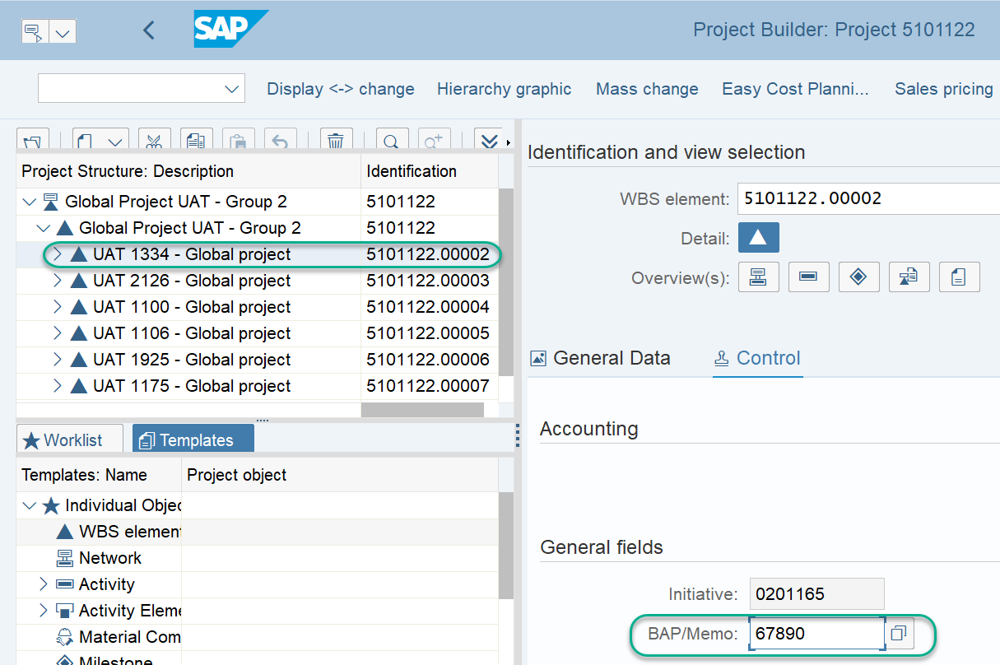 SAP
Project Builder: Project 5101122
Display <-> change Hierarchy graphic Mass change Easy Cost Planni... Sales pricing
Project Structure: Description Identification
Global Project UAT - Group 2 5101122
Global Project UAT - Group 2 5101122
UAT 1334 - Global project 5101122.00002
UAT 2126 - Global project 5101122.00003
UAT 1100 - Global project 5101122.00004
UAT 1106 - Global project 5101122.00005
UAT 1925 - Global project 5101122.00006
UAT 1175 - Global project 5101122.00007
Worklist Templates
Templates: Name Project object
Individual Objec
WBS element
Network
Activity
Activity Eleme
Material Com
Milestone
Identification and view selection
WBS element: 5101122.00002
Detail:
Overview(s):
General Data Control
Accounting
General fields
Initiative: 0201165
BAP/Memo: 67890